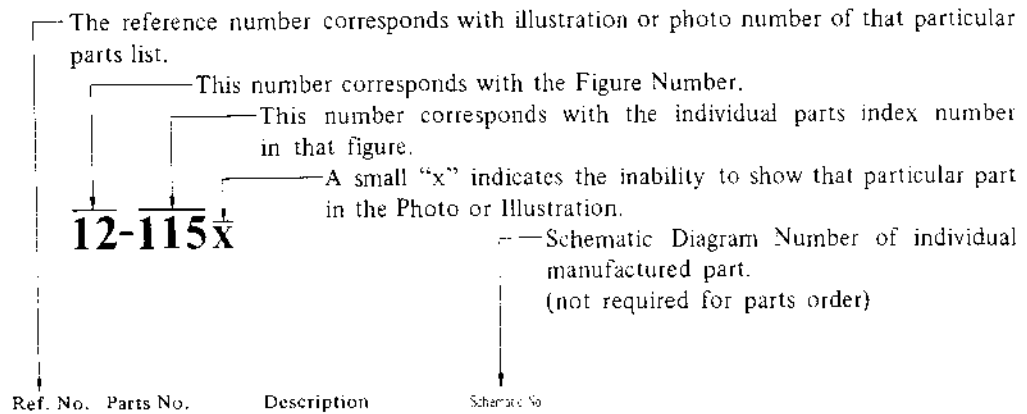 The reference number corresponds with illustration or photo number of that particular
parts list.
This number corresponds with the Figure Number.
This number corresponds with the individual parts index number
in that figure.
A small “x” indicates the inability to show that particular part
in the Photo or Illustration.
12-115x
Schematic Diagram Number of individual
manufactured part.
(not required for parts order)
Ref. No. Parts No. Description Schematic No